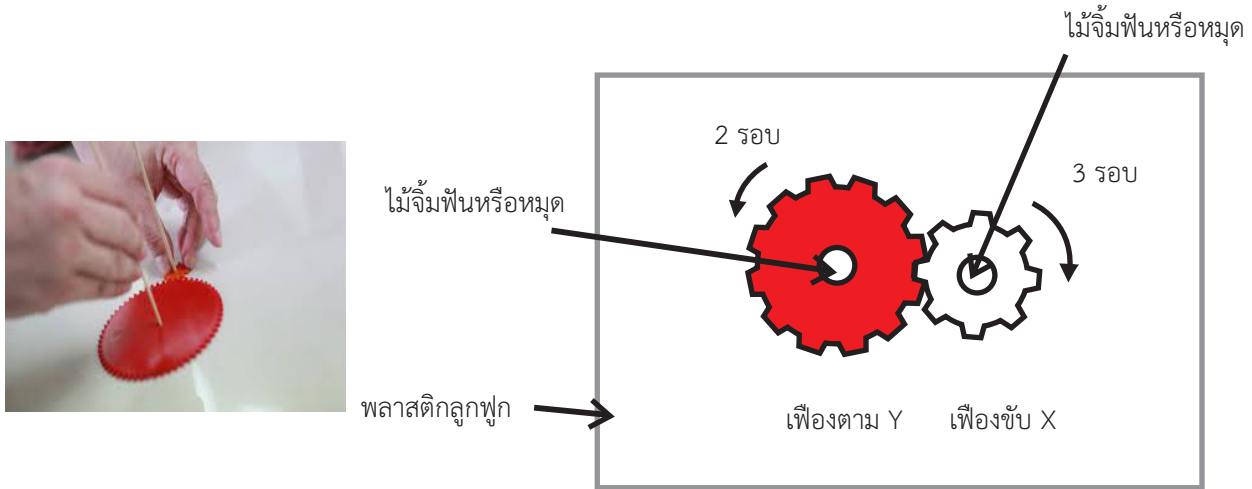 ไม้จิ้มฟันหรือหมุด
2 รอบ
3 รอบ
ไม้จิ้มฟันหรือหมุด
พลาสติกลูกฟูก
เฟืองตาม Y
เฟืองขับ X